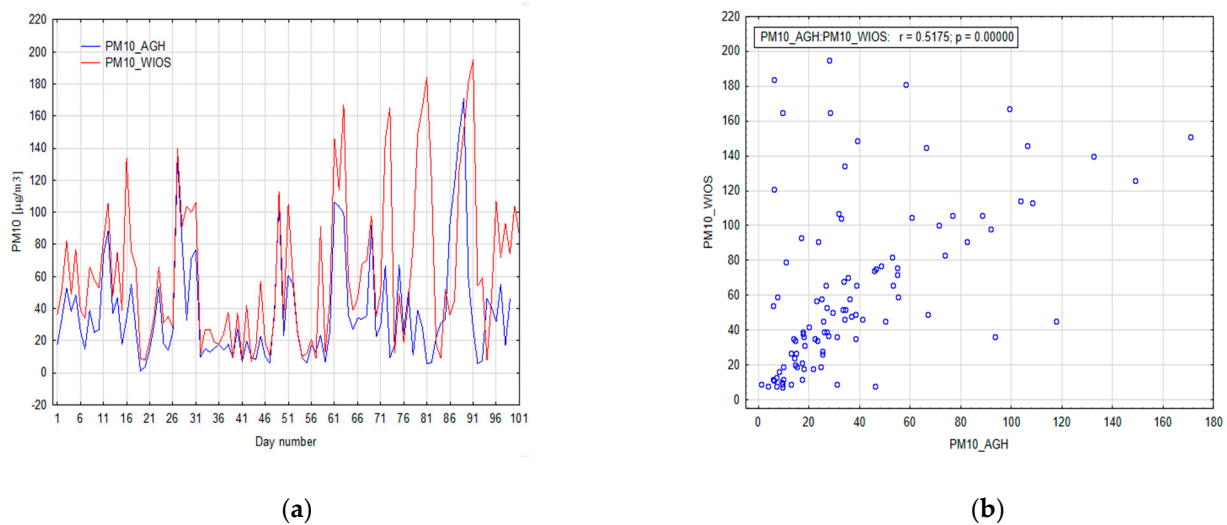 220
200
180
160
140
120
100
80
60
40
20
0
-20
PM10 [µg/m3]
PM10_AGH
PM10_WIOS
1 6 11 16 21 26 31 36 41 46 51 56 61 66 71 76 81 86 91 96 101
Day number
(a)
PM10_AGH:PM10_WIOS: r = 0.5175; p = 0.00000
220
200
180
160
140
120
100
80
60
40
20
0
PM10_WIOS
0 20 40 60 80 100 120 140 160 180
PM10_AGH
(b)